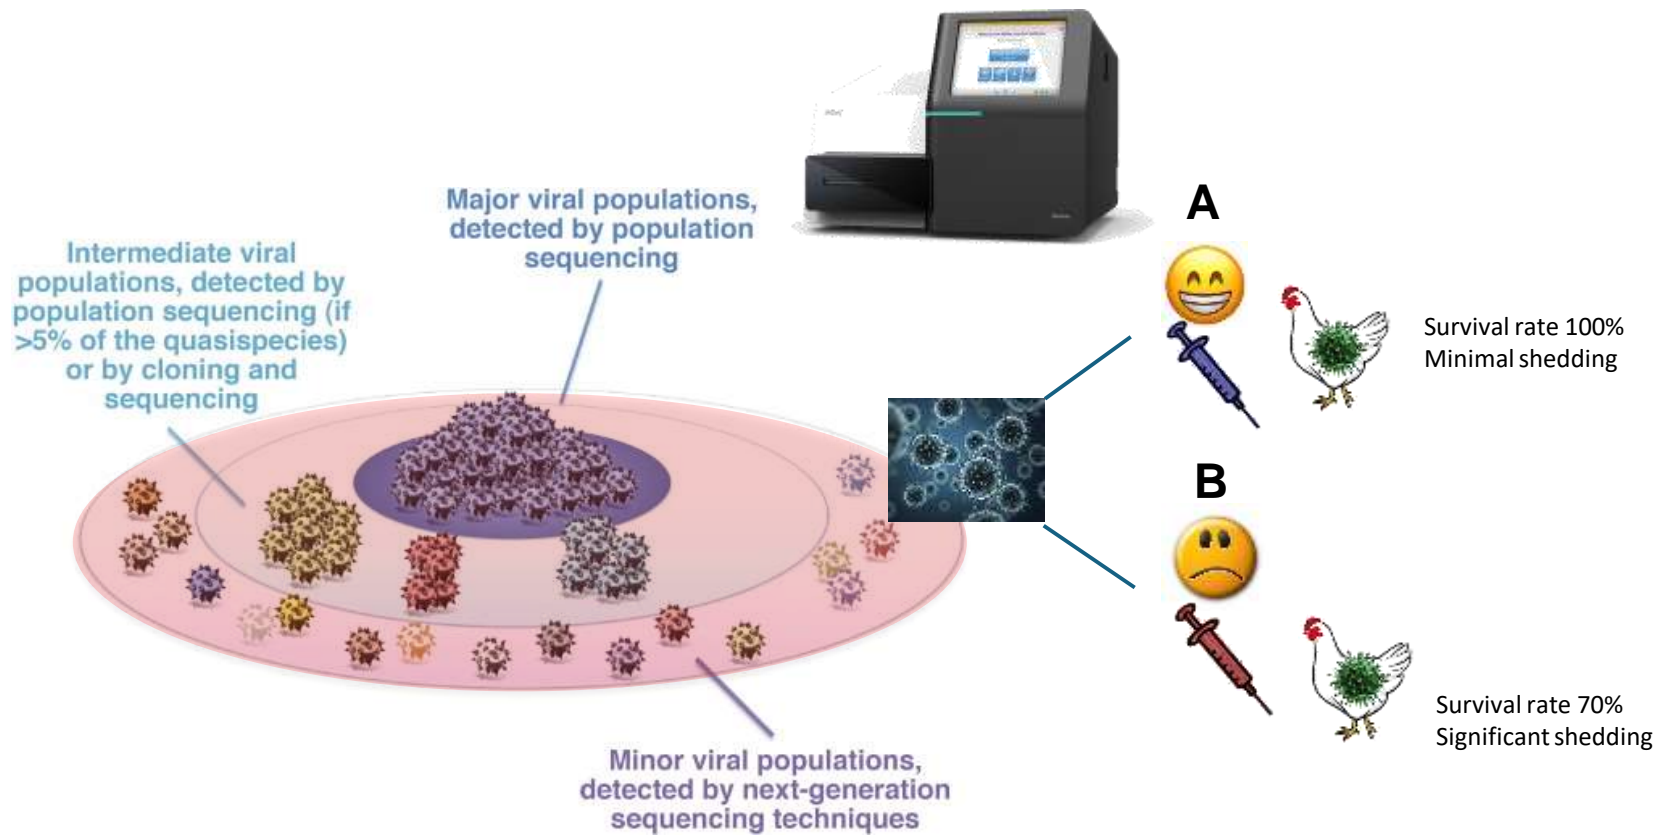 Major viral populations,
detected by population
sequencing
Intermediate viral
populations, detected by
population sequencing (if
>5% of the quasispecies)
or by cloning and
sequencing
Minor viral populations,
detected by next-generation
sequencing techniques
A
Survival rate 100%
Minimal shedding
B
Survival rate 70%
Significant shedding